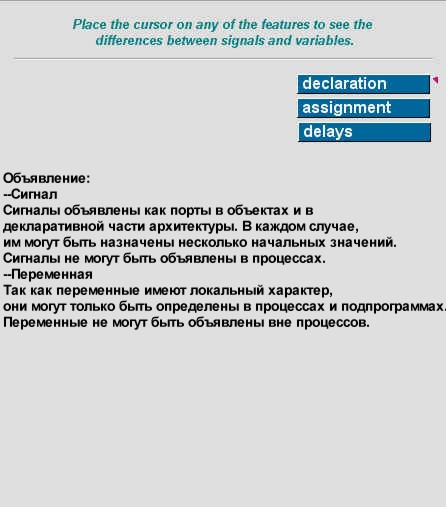 Place the cursor on any of the features to see the
differences between signals and variables.
declaration
assignment
delays
Объявление:
--Сигнал
Сигналы объявлены как порты в объектах и в
декларативной части архитектуры. В каждом случае,
им могут быть назначены несколько начальных значений.
Сигналы не могут быть объявлены в процессах.
--Переменная
Так как переменные имеют локальный характер,
они могут только быть определены в процессах и подпрограммах.
Переменные не могут быть объявлены вне процессов.